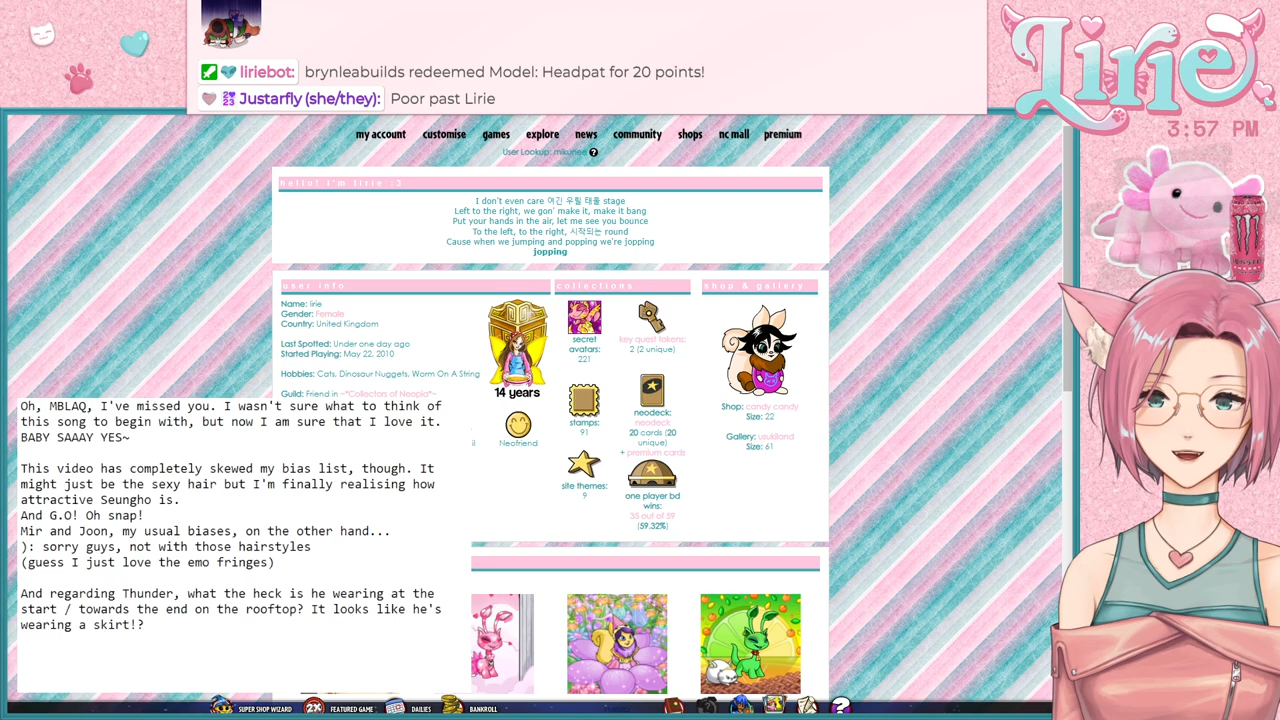 liriebot: brynleabuilds redeemed Model: Headpat for 20 points!
Justarfly (she/they): Poor past Lirie
Lirie
3:57 PM
my account customise games explore news community shops nc mall premium
User Lookup: mikuriee ?
hello! i'm lirie :3
I don't even care 여긴 우릴 태울 stage
Left to the right, we gon' make it, make it bang
Put your hands in the air, let me see you bounce
To the left, to the right, 시작되는 round
Cause when we jumping and popping we're jopping
jopping
user info
Name: lirie
Gender: Female
Country: United Kingdom
Last Spotted: Under one day ago
Started Playing: May 22, 2010
Hobbies: Cats, Dinosaur Nuggets, Worm On A String
Guild: Friend in ~*Collectors of Neopia*~
14 years
Neofriend
collections
secret avatars:
221
key quest tokens:
2 (2 unique)
stamps:
91
neodeck:
neodeck
20 cards (20 unique)
+ premium cards
site themes:
9
one player bd wins:
35 out of 59
(59.32%)
shop & gallery
Shop: candy candy
Size: 22
Gallery: usukiland
Size: 61
Oh, MBLAQ, I've missed you. I wasn't sure what to think of
this song to begin with, but now I am sure that I love it.
BABY SAAAY YES~
This video has completely skewed my bias list, though. It
might just be the sexy hair but I'm finally realising how
attractive Seungho is.
And G.O! Oh snap!
Mir and Joon, my usual biases, on the other hand...
): sorry guys, not with those hairstyles
(guess I just love the emo fringes)
And regarding Thunder, what the heck is he wearing at the
start / towards the end on the rooftop? It looks like he's
wearing a skirt!?
SUPER SHOP WIZARD 2X FEATURED GAME DAILIES BANKROLL ?